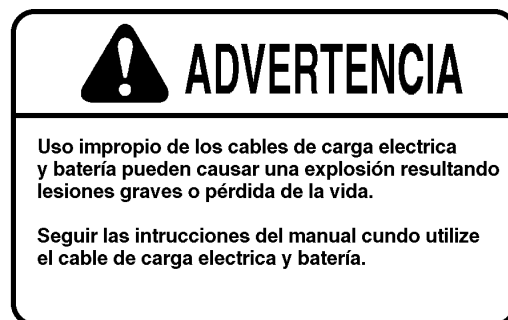 ADVERTENCIA
Uso impropio de los cables de carga electrica
y batería pueden causar una explosión resultando
lesiones graves o pérdida de la vida.
Seguir las intrucciones del manual cundo utilize
el cable de carga electrica y batería.